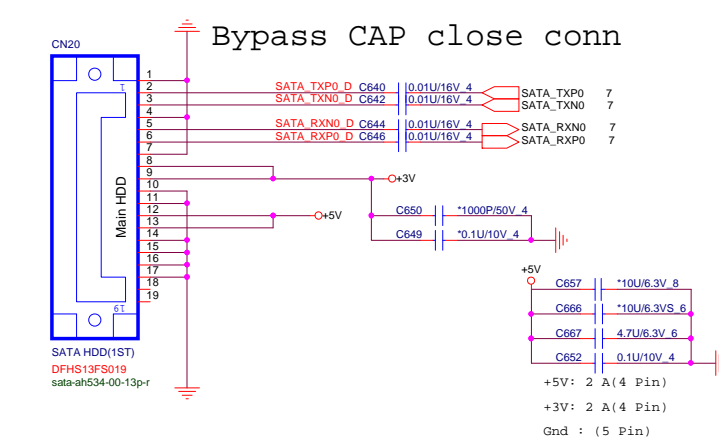 Bypass CAP close conn
CN20
1
1
2
3
4
5
6
7
8
9
10
11
12
13
14
15
16
17
18
19
19
Main HDD
SATA_TXP0_D C640 0.01U/16V_4 SATA_TXP0 7
SATA_TXN0_D C642 0.01U/16V_4 SATA_TXN0 7
SATA_RXN0_D C644 0.01U/16V_4 SATA_RXN0 7
SATA_RXP0_D C646 0.01U/16V_4 SATA_RXP0 7
+3V
+5V
C650 *1000P/50V_4
C649 *0.1U/10V_4
+5V
C657 *10U/6.3V_8
C666 *10U/6.3VS_6
C667 4.7U/6.3V_6
C652 0.1U/10V_4
SATA HDD(1ST)
DFHS13FS019
sata-ah534-00-13p-r
+5V: 2 A(4 Pin)
+3V: 2 A(4 Pin)
Gnd : (5 Pin)